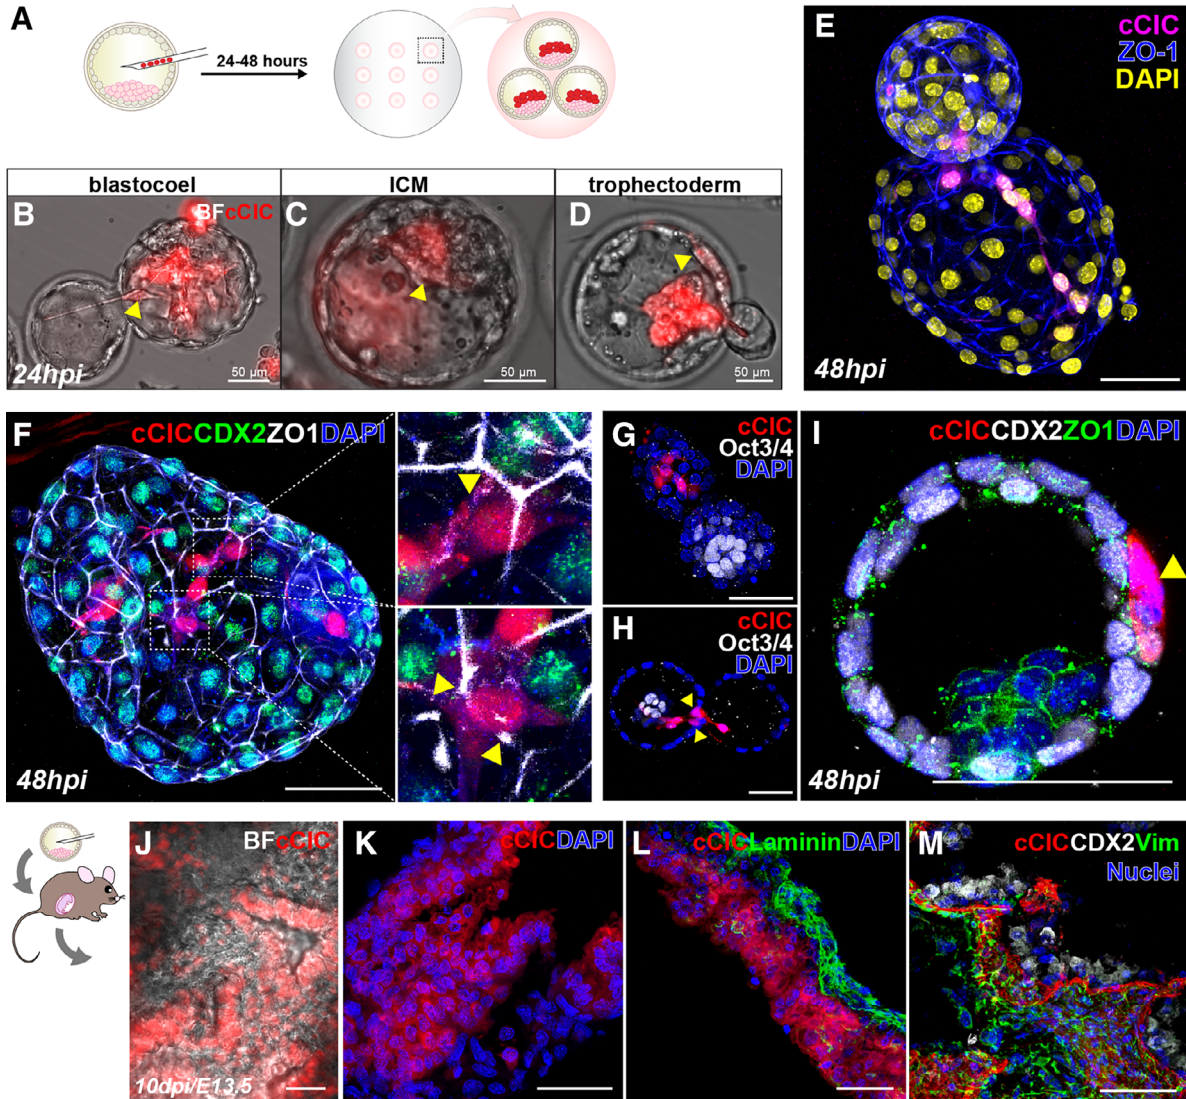 A
24-48 hours
blastocoel
ICM
trophectoderm
B
BFcCIC
24hpi
50 µm
C
50 µm
D
50 µm
E
cCIC
ZO-1
DAPI
48hpi
F
cCICCDX2ZO1DAPI
48hpi
G
cCIC
Oct3/4
DAPI
H
cCIC
Oct3/4
DAPI
I
cCICCDX2ZO1DAPI
48hpi
J
BFcCIC
10dpi/E13.5
K
cCICDAPI
L
cCICLamininDAPI
M
cCICCDX2Vim
Nuclei